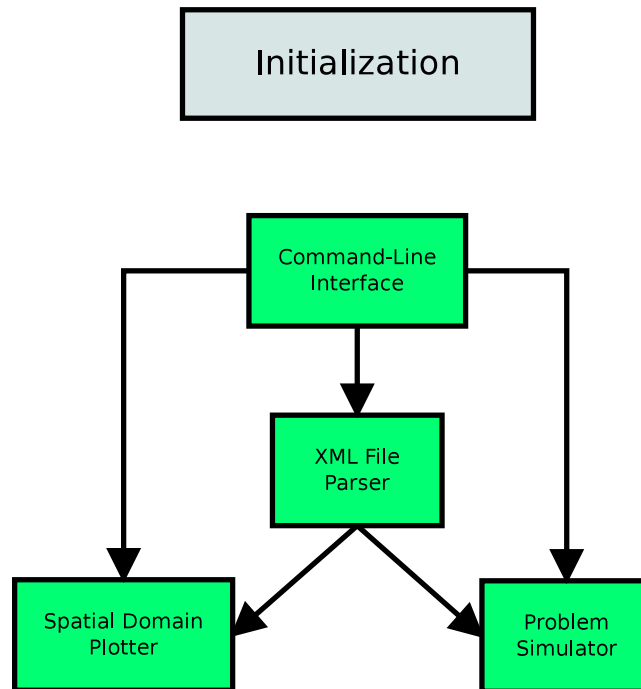 Initialization
Command-Line
Interface
XML File
Parser
Spatial Domain
Plotter
Problem
Simulator